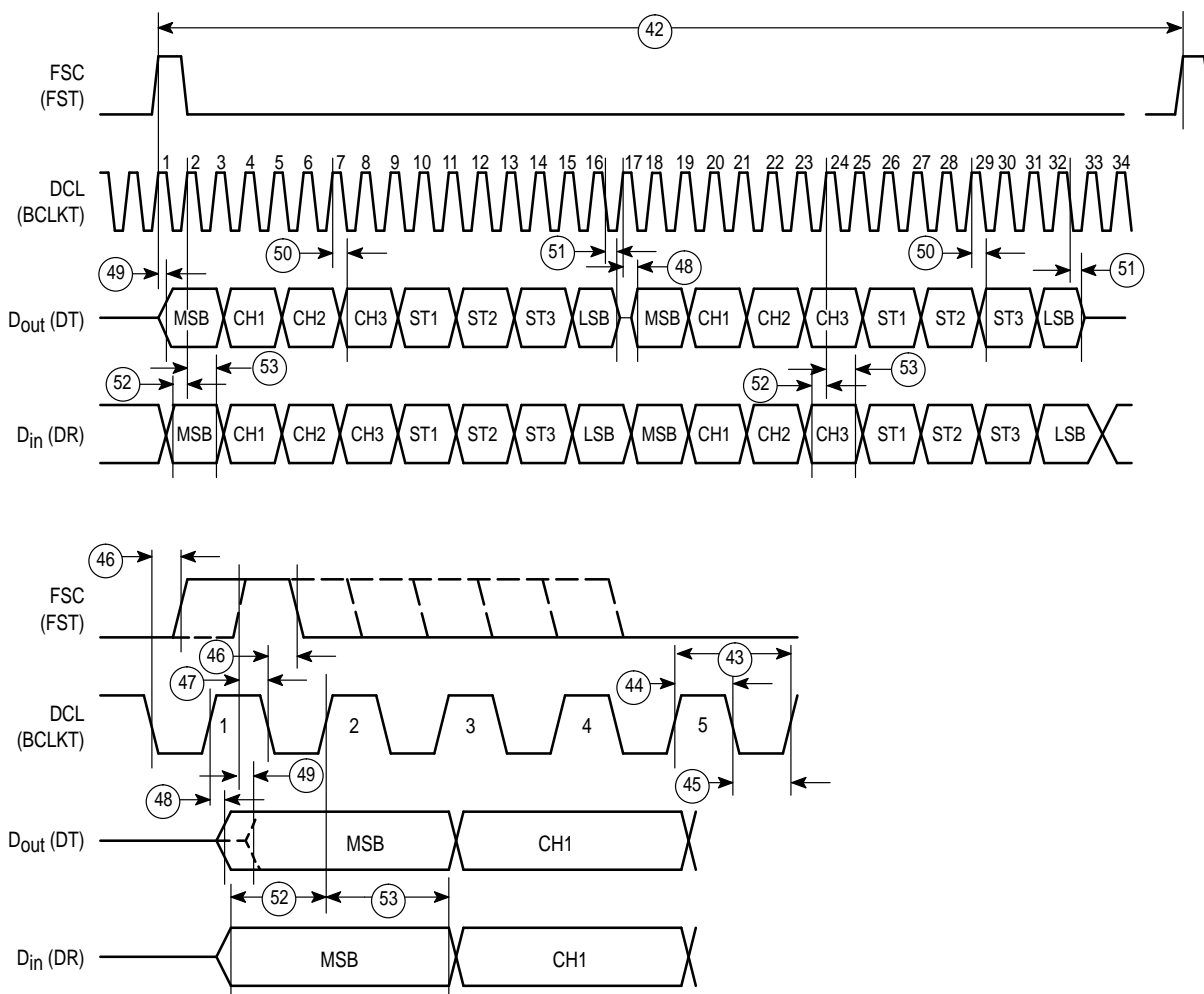 42
FSC
(FST)
1 2 3 4 5 6 7 8 9 10 11 12 13 14 15 16 17 18 19 20 21 22 23 24 25 26 27 28 29 30 31 32 33 34
DCL
(BCLKT)
49 50 51 48 50 51
Dout (DT) MSB CH1 CH2 CH3 ST1 ST2 ST3 LSB MSB CH1 CH2 CH3 ST1 ST2 ST3 LSB
52 53 52 53
Din (DR) MSB CH1 CH2 CH3 ST1 ST2 ST3 LSB MSB CH1 CH2 CH3 ST1 ST2 ST3 LSB
46
FSC
(FST)
46 43
47 44
DCL
(BCLKT)
1 2 3 4 5
49
48 45
Dout (DT) MSB CH1
52 53
Din (DR) MSB CH1